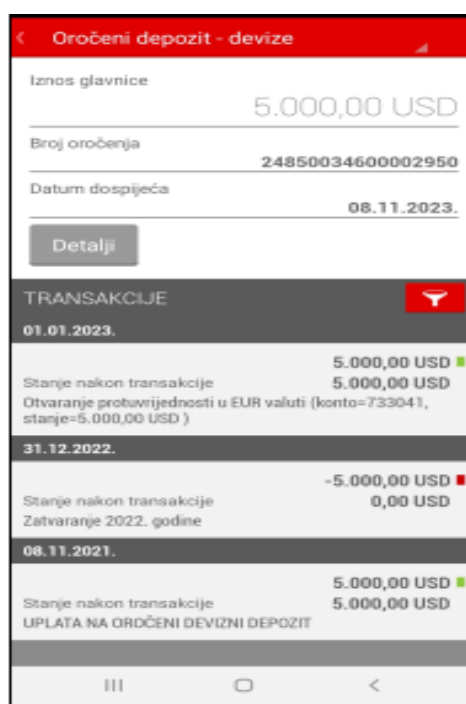 Oročeni depozit - devize
Iznos glavnice
5.000,00 USD
Broj oročenja
24850034600002950
Datum dospijeća
08.11.2023.
Detalji
TRANSAKCIJE
01.01.2023.
5.000,00 USD
Stanje nakon transakcije 5.000,00 USD
Otvaranje protuvrijednosti u EUR valuti (konto=733041,
stanje=5.000,00 USD )
31.12.2022.
-5.000,00 USD
Stanje nakon transakcije 0,00 USD
Zatvaranje 2022. godine
08.11.2021.
5.000,00 USD
Stanje nakon transakcije 5.000,00 USD
UPLATA NA OROČENI DEVIZNI DEPOZIT